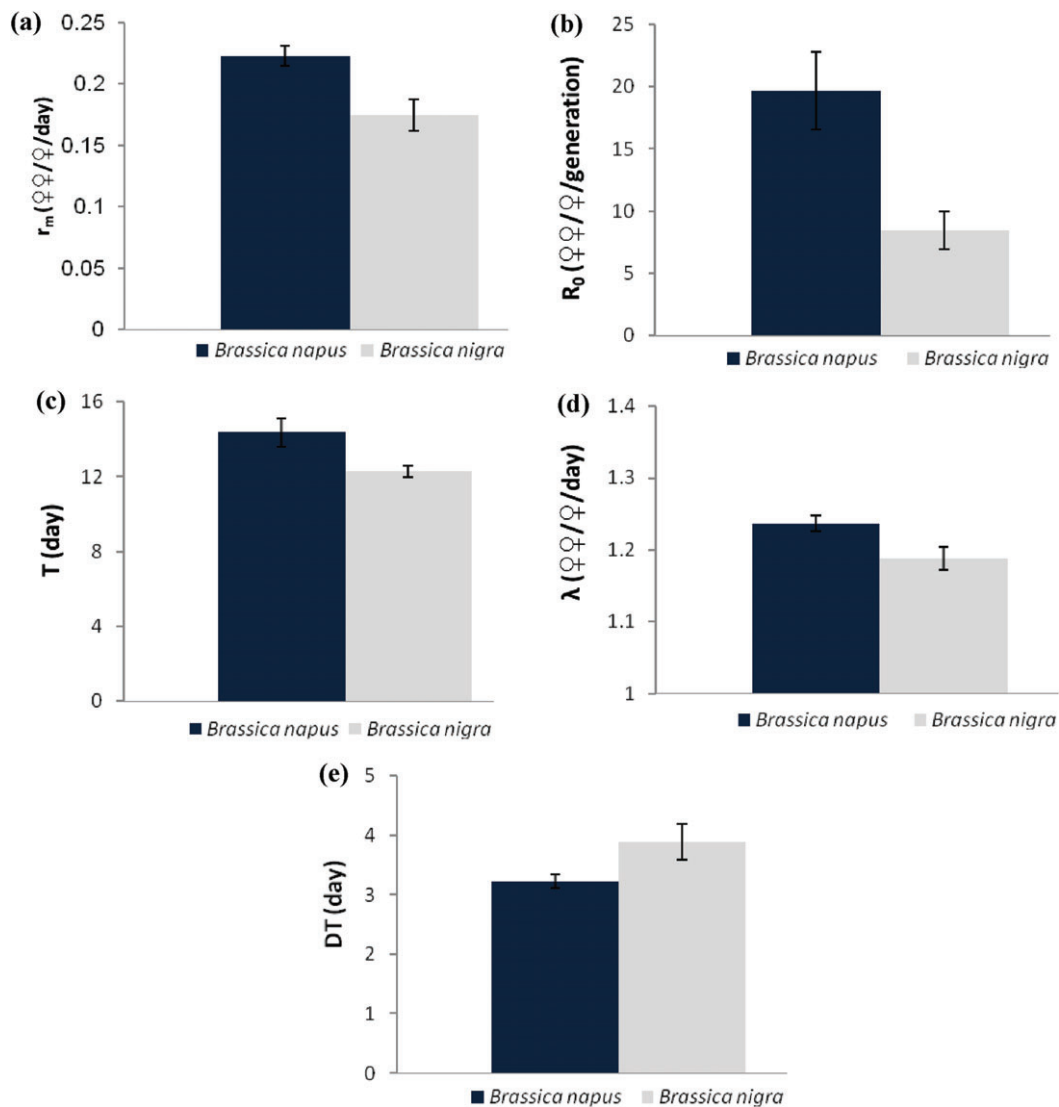 (a)
r_m (♀♀/♀/day)
0.25
0.2
0.15
0.1
0.05
0
Brassica napus Brassica nigra
(b)
R_0 (♀♀/♀/generation)
25
20
15
10
5
0
Brassica napus Brassica nigra
(c)
T (day)
16
12
8
4
0
Brassica napus Brassica nigra
(d)
λ (♀♀/♀/day)
1.4
1.3
1.2
1.1
1
Brassica napus Brassica nigra
(e)
DT (day)
5
4
3
2
1
0
Brassica napus Brassica nigra